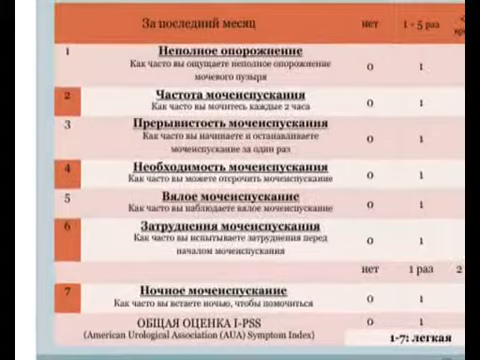 За последний месяц нет 1 - 5 раз
1 Неполное опорожнение
Как часто вы ощущаете неполное опорожнение 0 1
мочевого пузыря
2 Частота мочеиспускания
Как часто вы мочитесь каждые 2 часа 0 1
3 Прерывистость мочеиспускания
Как часто вы начинаете и останавливаете 0 1
мочеиспускание за один раз
4 Необходимость мочеиспускания
Как часто вы можете отсрочить мочеиспускание 0 1
5 Вялое мочеиспускание
Как часто вы наблюдаете вялое мочеиспускание 0 1
6 Затруднения мочеиспускания
Как часто вы испытываете затруднения перед 0 1
началом мочеиспускания
нет 1 раз 2
7 Ночное мочеиспускание
Как часто вы встаете ночью, чтобы помочиться 0 1
ОБЩАЯ ОЦЕНКА I-PSS 0 1
(American Urological Association (AUA) Symptom Index) 1-7: легкая